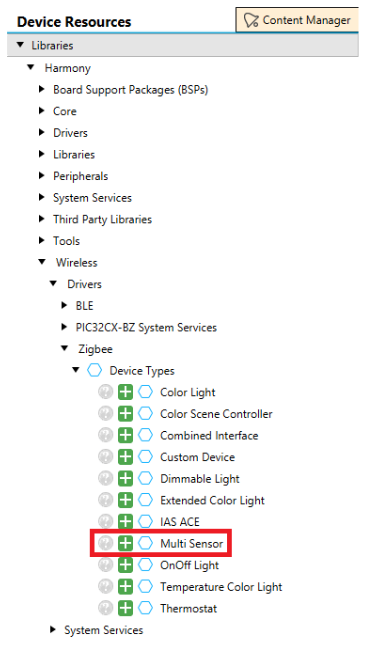 Device Resources
Content Manager
Libraries
Harmony
Board Support Packages (BSPs)
Core
Drivers
Libraries
Peripherals
System Services
Third Party Libraries
Tools
Wireless
Drivers
BLE
PIC32CX-BZ System Services
Zigbee
Device Types
Color Light
Color Scene Controller
Combined Interface
Custom Device
Dimmable Light
Extended Color Light
IAS ACE
Multi Sensor
OnOff Light
Temperature Color Light
Thermostat
System Services